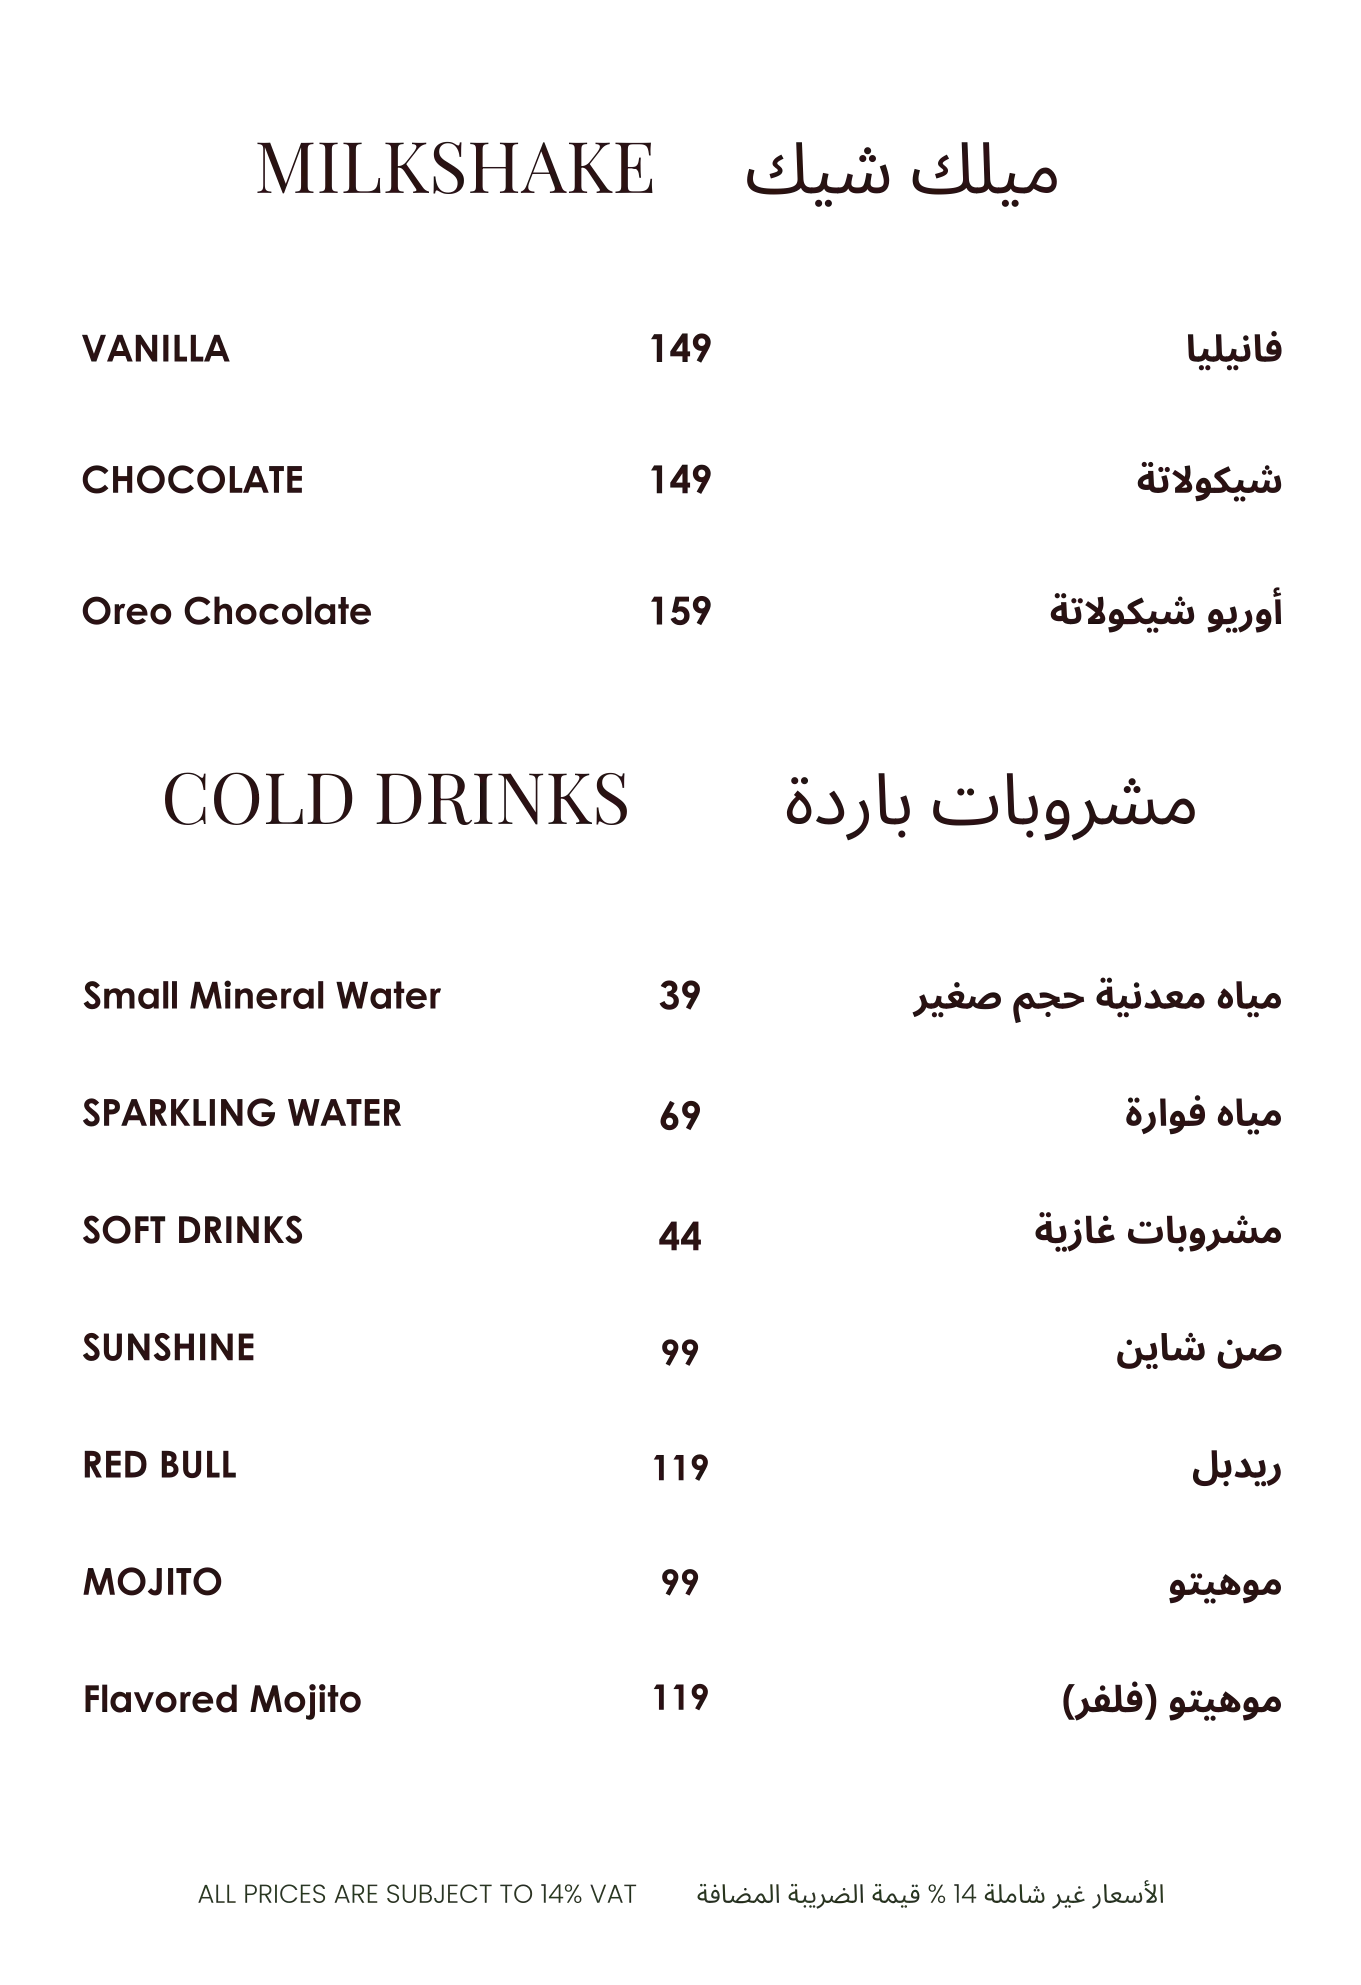 MILKSHAKE ميلك شيك
VANILLA 149 فانيليا
CHOCOLATE 149 شيكولاتة
Oreo Chocolate 159 أوريو شيكولاتة
COLD DRINKS مشروبات باردة
Small Mineral Water 39 مياه معدنية حجم صغير
SPARKLING WATER 69 مياه فوارة
SOFT DRINKS 44 مشروبات غازية
SUNSHINE 99 صن شاين
RED BULL 119 ريدبل
MOJITO 99 موهيتو
Flavored Mojito 119 موهيتو (فلفر)
ALL PRICES ARE SUBJECT TO 14% VAT الأسعار غير شاملة 14 % قيمة الضريبة المضافة